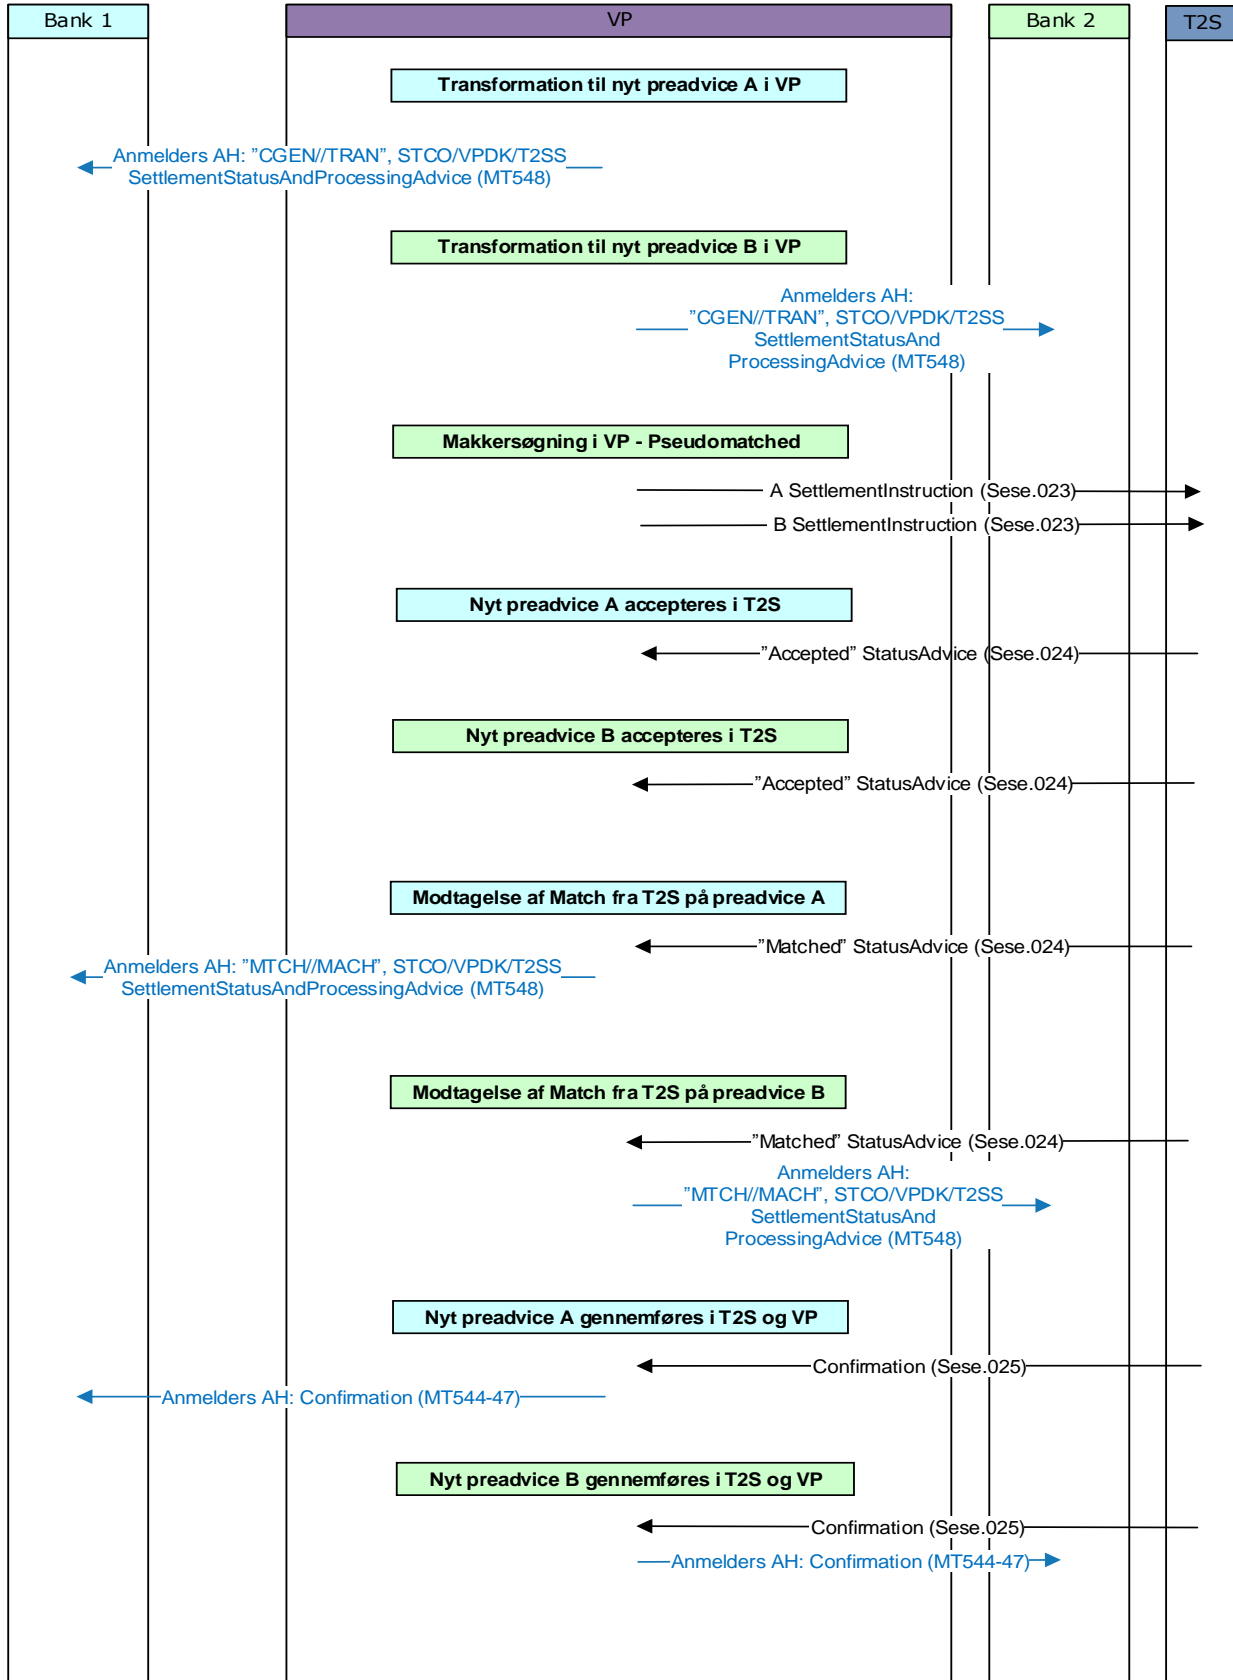 Bank 1
VP
Bank 2
T2S
Transformation til nyt preadvice A i VP
Anmelders AH: ”CGEN//TRAN”, STCO/VPDK/T2SS
SettlementStatusAndProcessingAdvice (MT548)
Transformation til nyt preadvice B i VP
Anmelders AH:
”CGEN//TRAN”, STCO/VPDK/T2SS
SettlementStatusAnd
ProcessingAdvice (MT548)
Makkersøgning i VP - Pseudomatched
A SettlementInstruction (Sese.023)
B SettlementInstruction (Sese.023)
Nyt preadvice A accepteres i T2S
”Accepted” StatusAdvice (Sese.024)
Nyt preadvice B accepteres i T2S
”Accepted” StatusAdvice (Sese.024)
Modtagelse af Match fra T2S på preadvice A
”Matched” StatusAdvice (Sese.024)
Anmelders AH: ”MTCH//MACH”, STCO/VPDK/T2SS
SettlementStatusAndProcessingAdvice (MT548)
Modtagelse af Match fra T2S på preadvice B
”Matched” StatusAdvice (Sese.024)
Anmelders AH:
”MTCH//MACH”, STCO/VPDK/T2SS
SettlementStatusAnd
ProcessingAdvice (MT548)
Nyt preadvice A gennemføres i T2S og VP
Confirmation (Sese.025)
Anmelders AH: Confirmation (MT544-47)
Nyt preadvice B gennemføres i T2S og VP
Confirmation (Sese.025)
Anmelders AH: Confirmation (MT544-47)